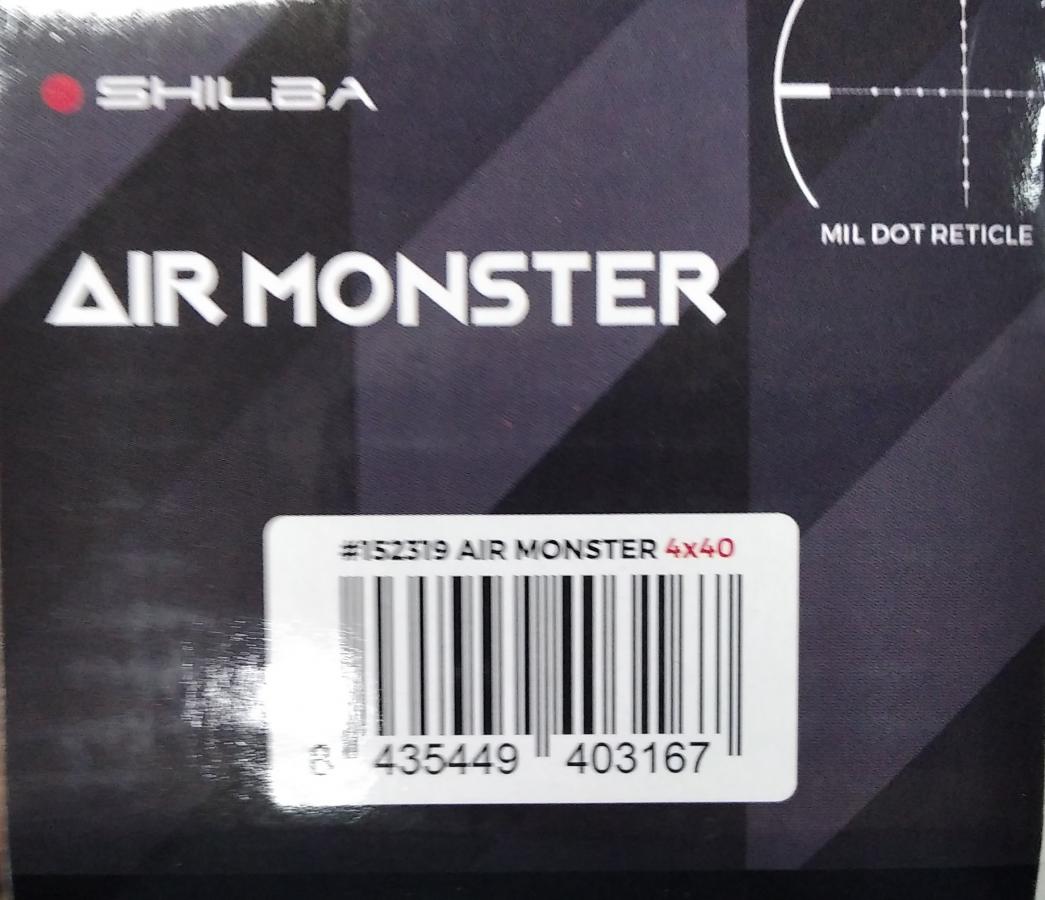 SHILBA
MIL DOT RETICLE
AIR MONSTER
#152319 AIR MONSTER 4x40
8 435449 403167